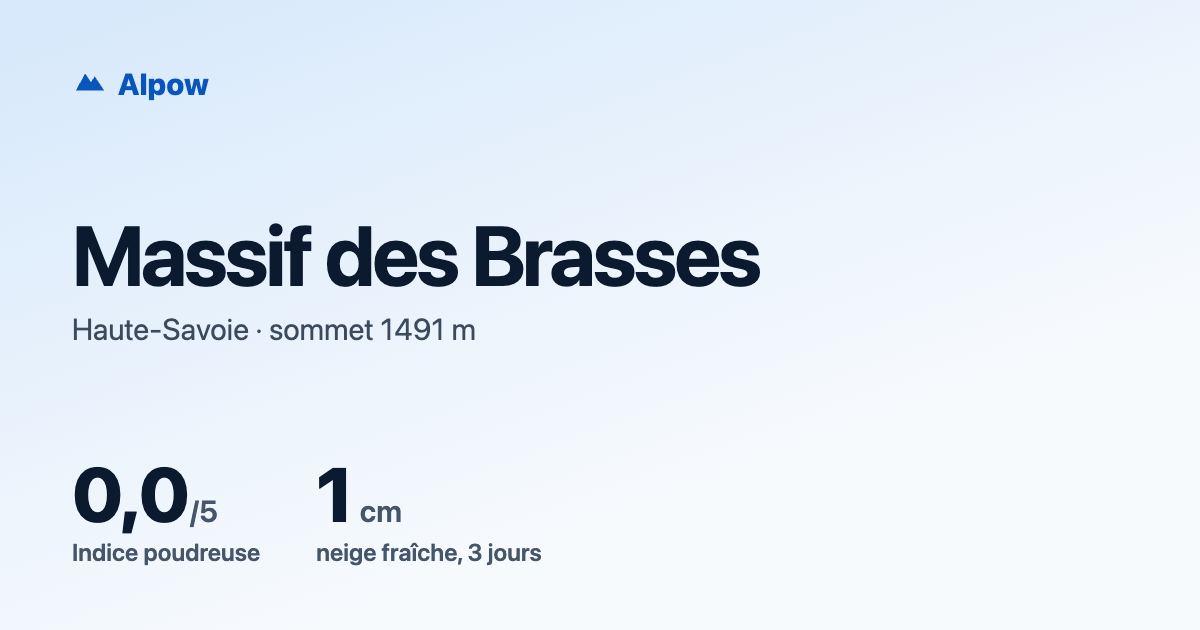 Alpow
Massif des Brasses
Haute-Savoie · sommet 1491 m
0,0/5
Indice poudreuse
1 cm
neige fraîche, 3 jours